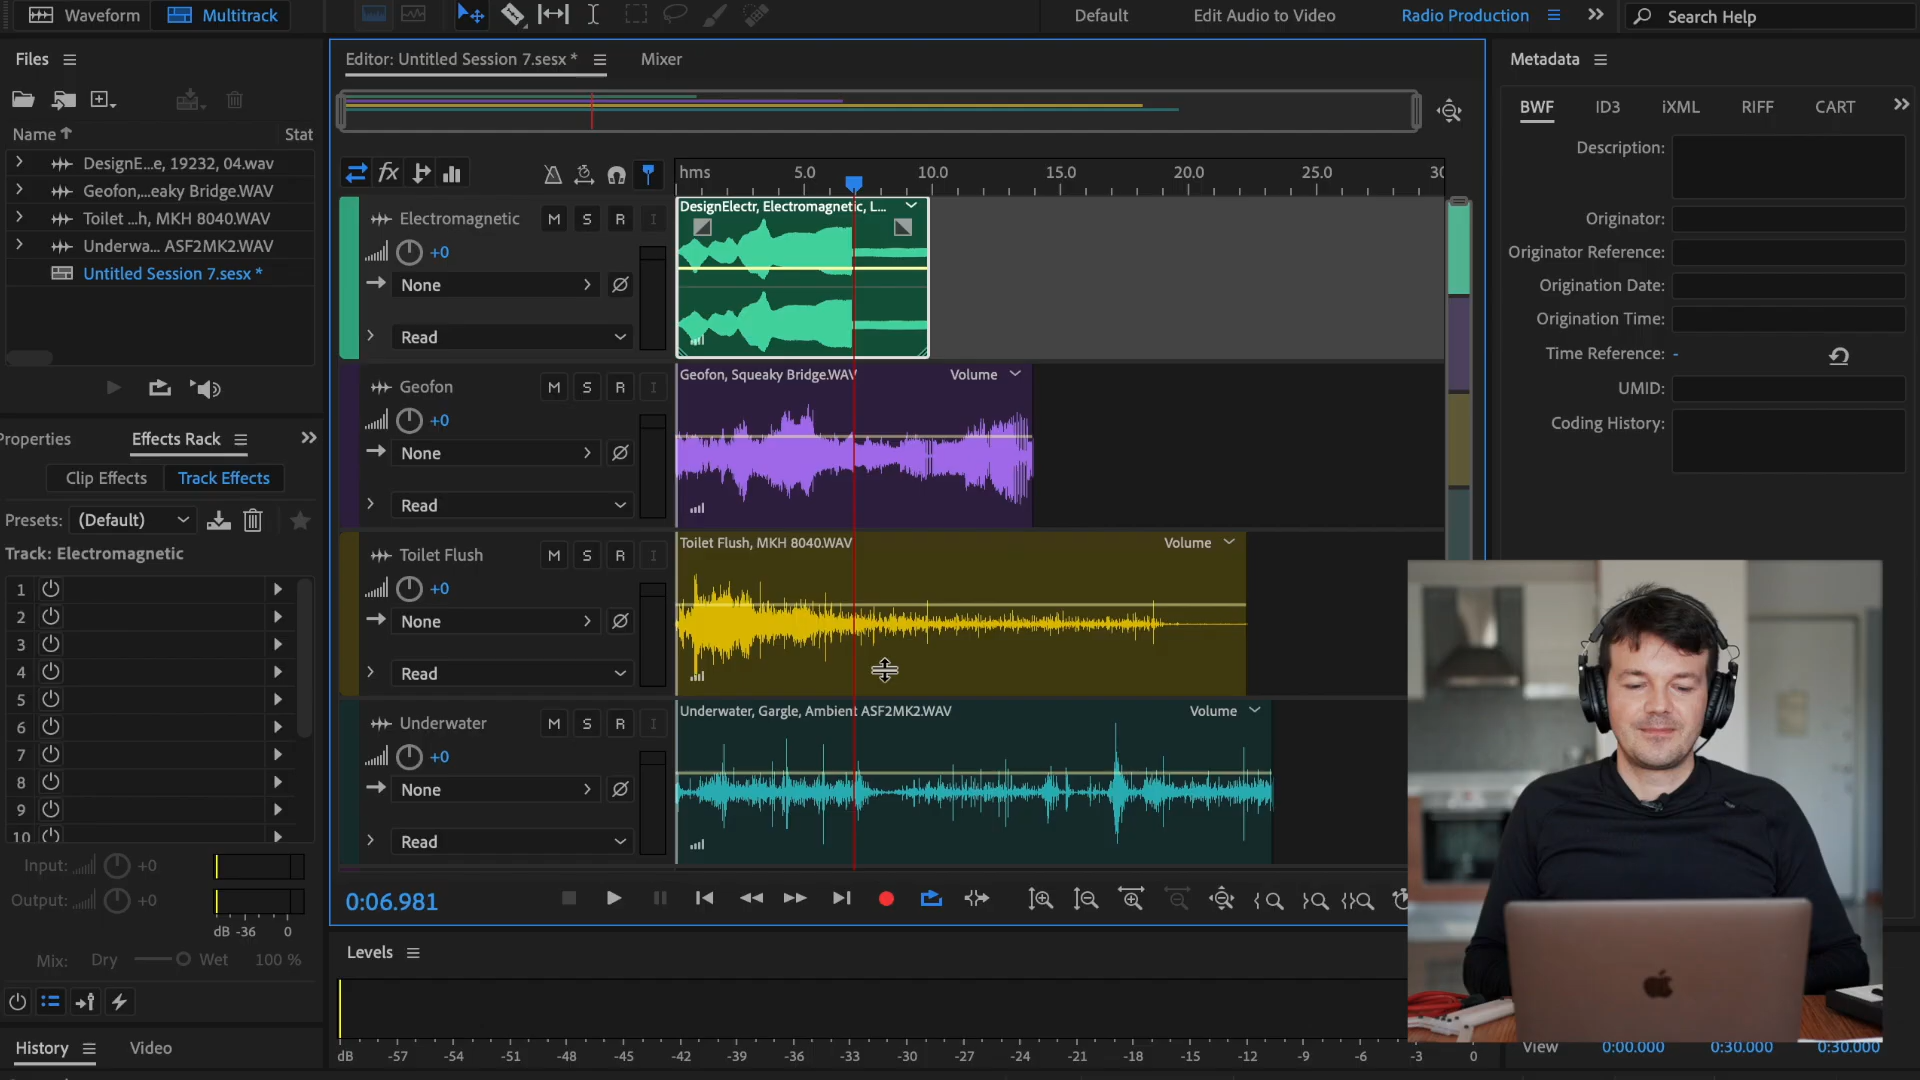 Waveform
Multitrack
Default
Edit Audio to Video
Radio Production
Search Help
Files
Name
Stat
DesignE...e, 19232, 04.wav
Geofon,...eaky Bridge.WAV
Toilet ...h, MKH 8040.WAV
Underwa... ASF2MK2.WAV
Untitled Session 7.sesx *
Properties
Effects Rack
Clip Effects
Track Effects
Presets:
(Default)
Track: Electromagnetic
1
2
3
4
5
6
7
8
9
10
Input:
+0
Output:
+0
dB -36 0
Mix: Dry Wet 100 %
History
Video
Editor: Untitled Session 7.sesx *
Mixer
fx
hms 5.0 10.0 15.0 20.0 25.0 30
Electromagnetic
M S R I
+0
None
Read
DesignElectr, Electromagnetic, L...
Geofon
M S R I
+0
None
Read
Geofon, Squeaky Bridge.WAV
Volume
Toilet Flush
M S R I
+0
None
Read
Toilet Flush, MKH 8040.WAV
Volume
Underwater
M S R I
+0
None
Read
Underwater, Gargle, Ambient ASF2MK2.WAV
Volume
0:06.981
Levels
dB -57 -54 -51 -48 -45 -42 -39 -36 -33 -30 -27 -24 -21 -18 -15 -12 -9 -6 -3 0
Metadata
BWF ID3 iXML RIFF CART
Description:
Originator:
Originator Reference:
Origination Date:
Origination Time:
Time Reference: -
UMID:
Coding History:
View 0:00.000 0:30.000 0:30.000